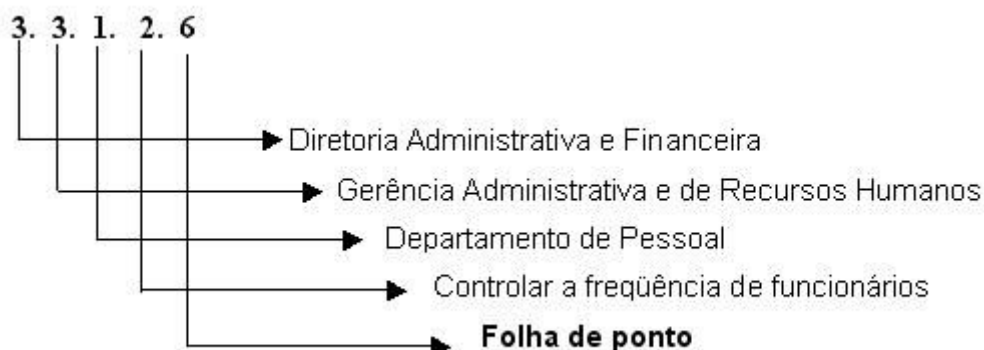 3. 3. 1. 2. 6
Diretoria Administrativa e Financeira
Gerência Administrativa e de Recursos Humanos
Departamento de Pessoal
Controlar a freqüência de funcionários
Folha de ponto